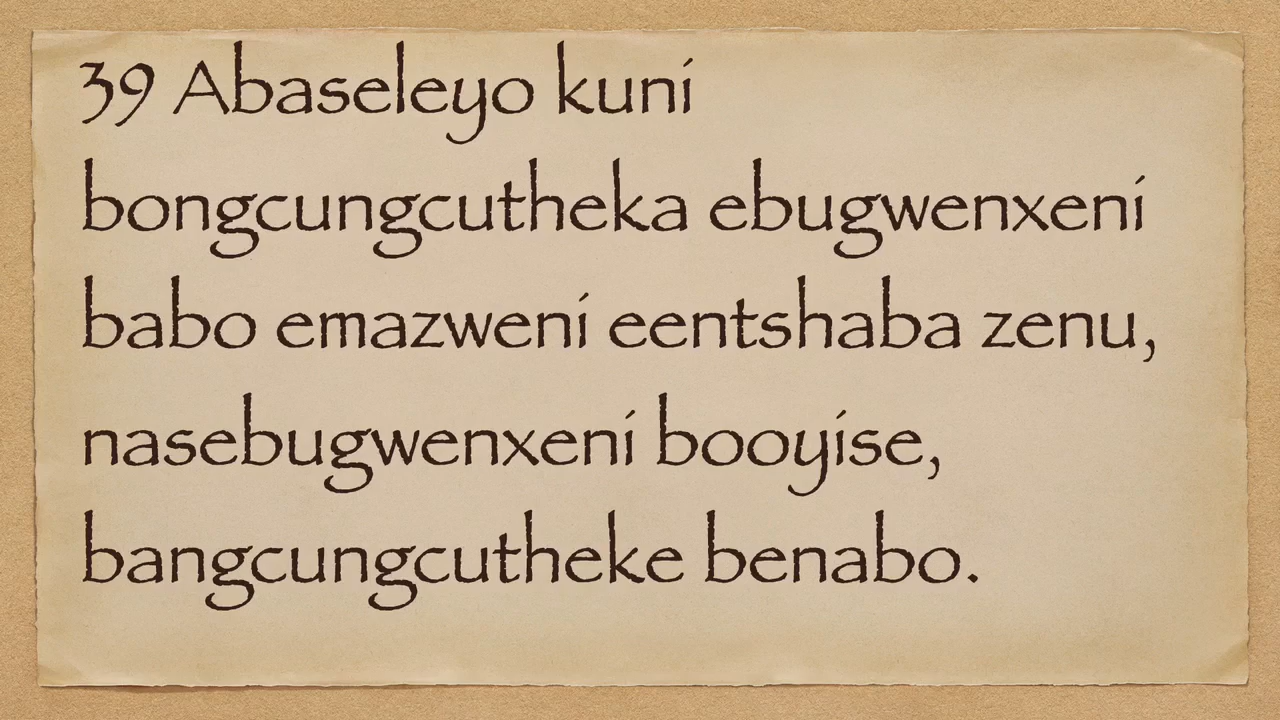 39 Abaseleyo kuni
bongcungcutheka ebugwenxeni
babo emazweni eentshaba zenu,
nasebugwenxeni booyise,
bangcungcutheke benabo.